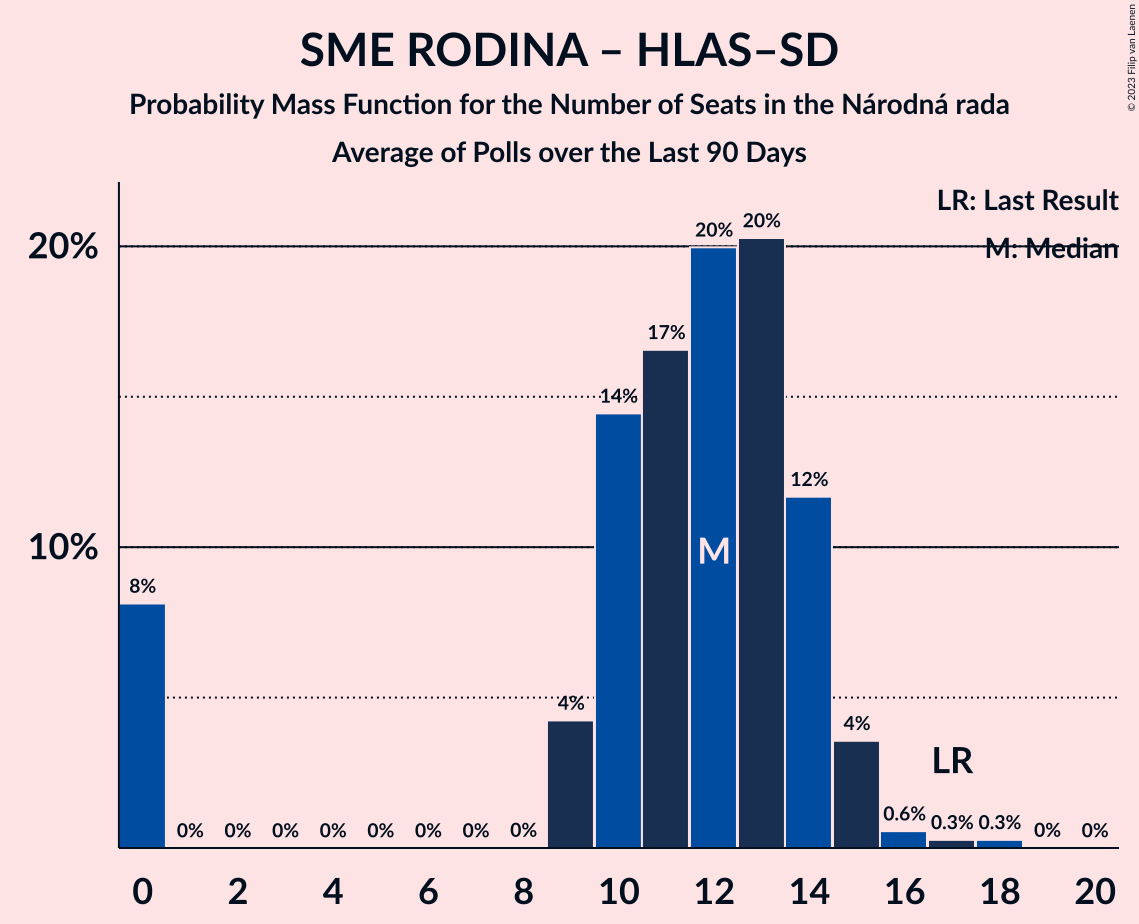 SME RODINA – HLAS–SD
Probability Mass Function for the Number of Seats in the Národná rada
Average of Polls over the Last 90 Days
© 2023 Filip van Laenen
LR: Last Result
M: Median
20%
10%
8%
0%
0%
0%
0%
0%
0%
0%
0%
4%
14%
17%
20%
20%
12%
4%
0.6%
0.3%
0.3%
0%
0%
M
LR
0 2 4 6 8 10 12 14 16 18 20